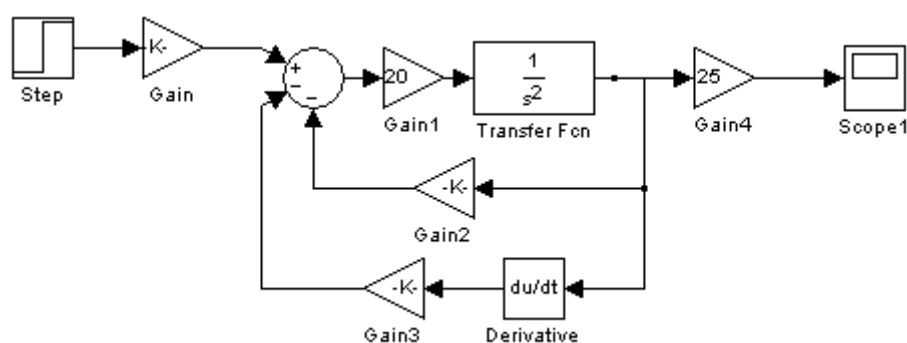 Step
K-
Gain
+
−
−
20
Gain1
1
s2
Transfer Fcn
25
Gain4
Scope1
-K-
Gain2
-K-
Gain3
du/dt
Derivative